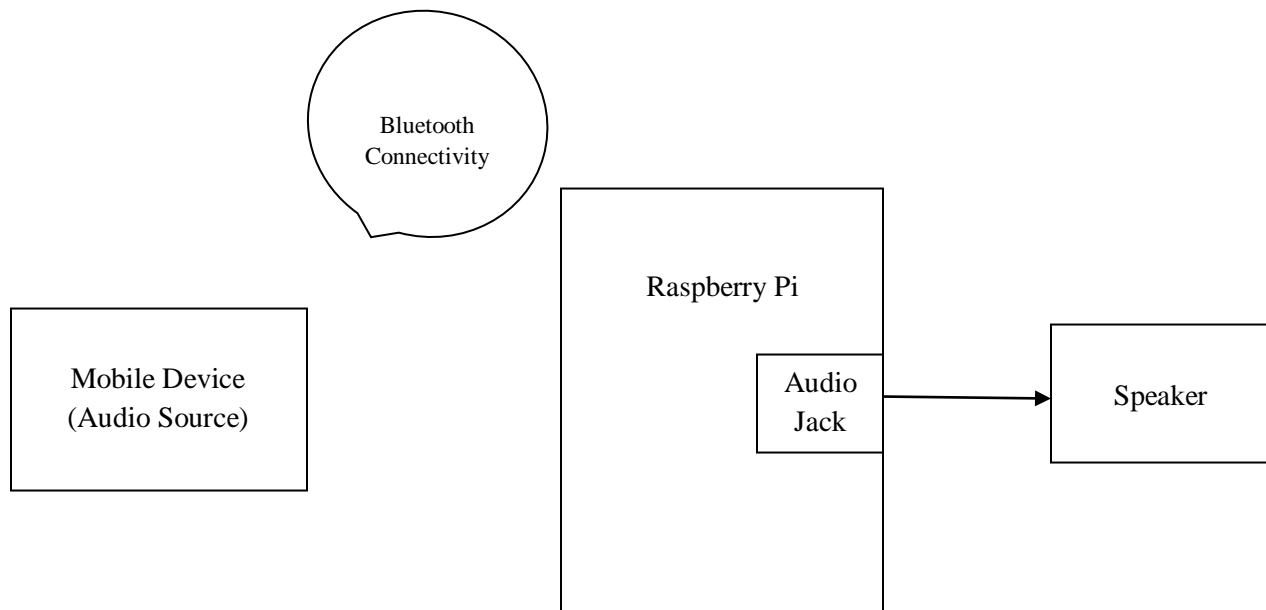 Bluetooth
Connectivity
Raspberry Pi
Mobile Device
(Audio Source)
Audio
Jack
Speaker